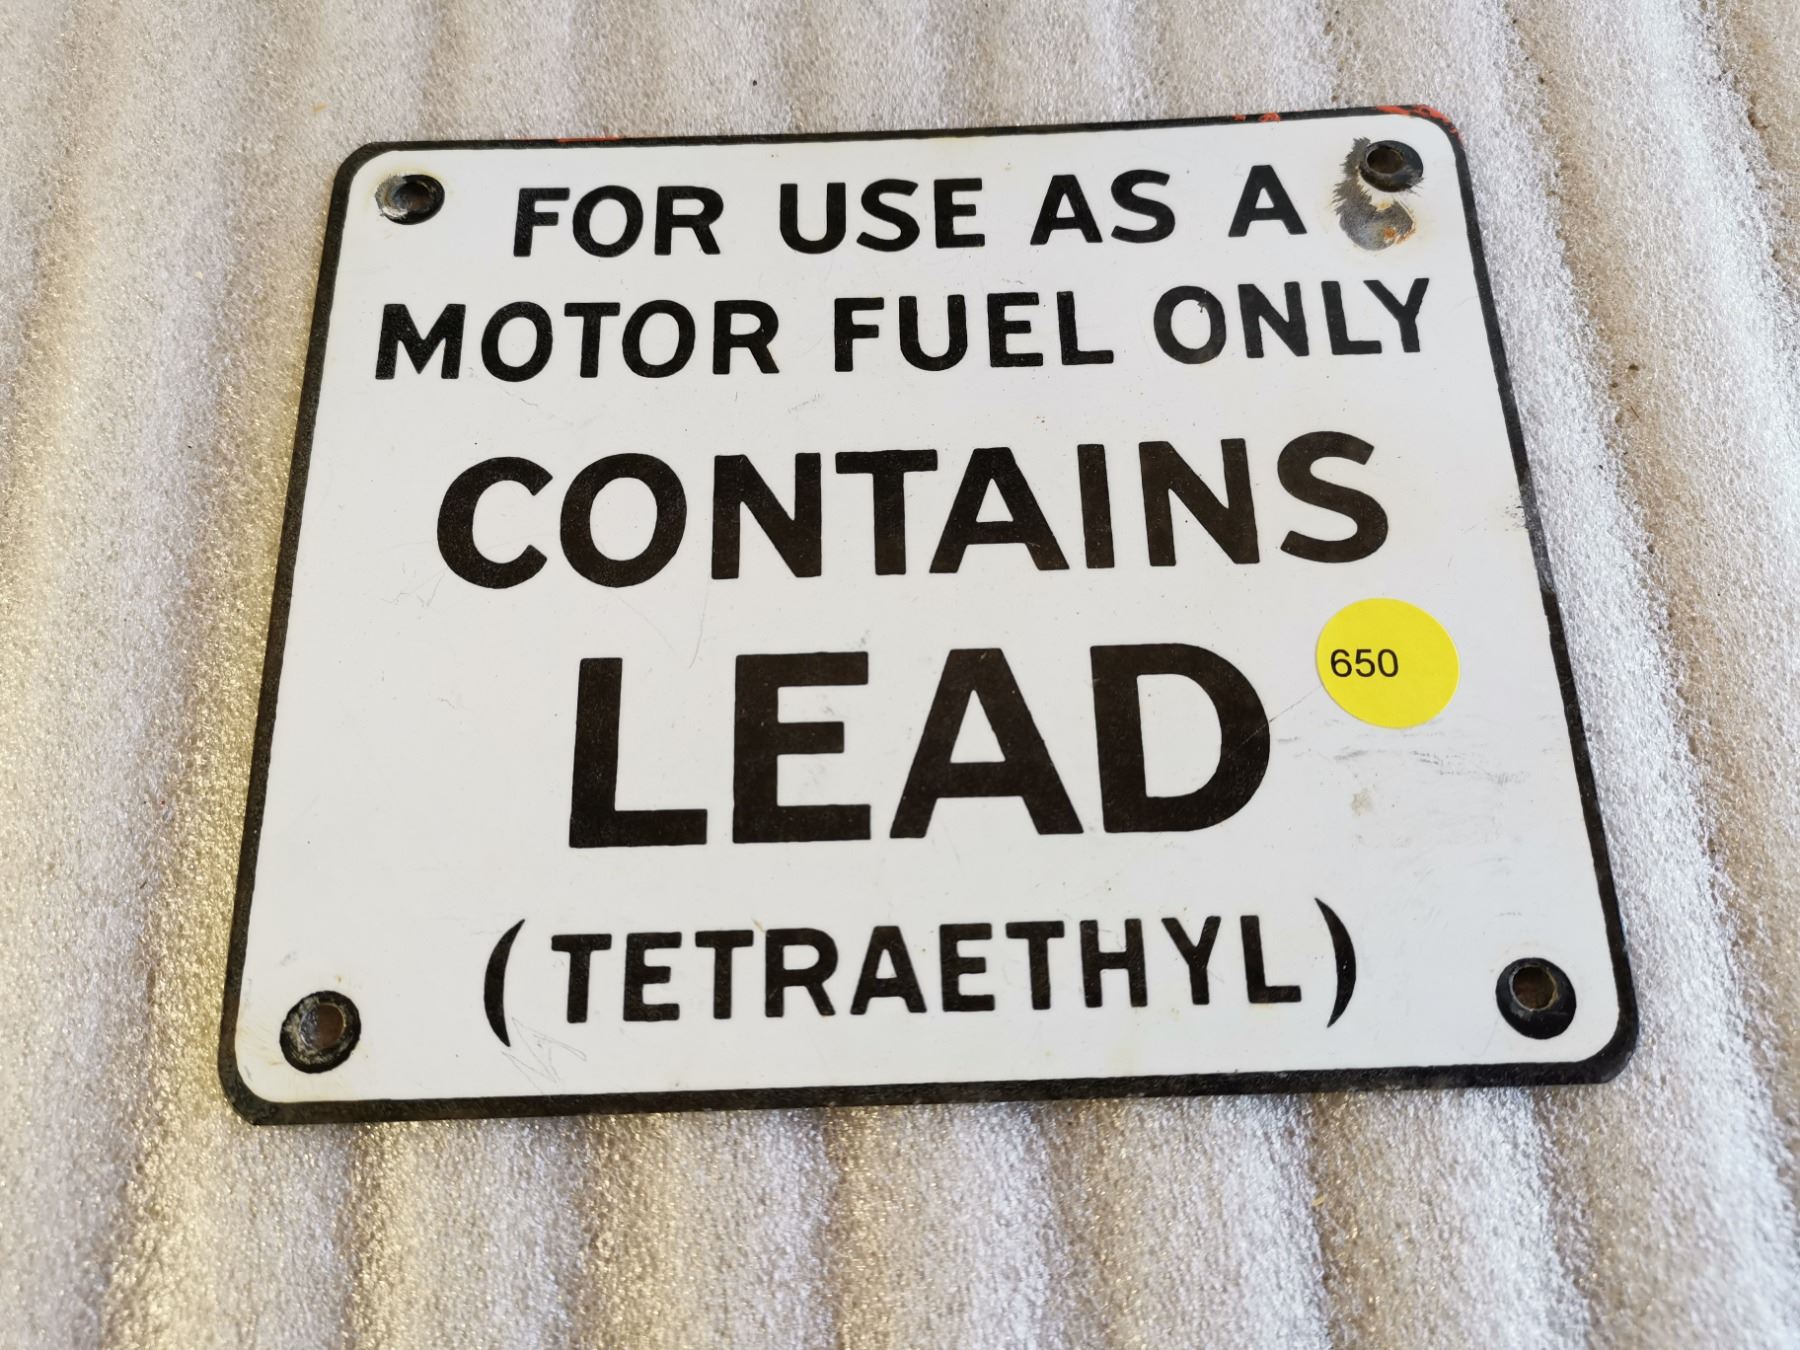 FOR USE AS A
MOTOR FUEL ONLY
CONTAINS
650
LEAD
(TETRAETHYL)